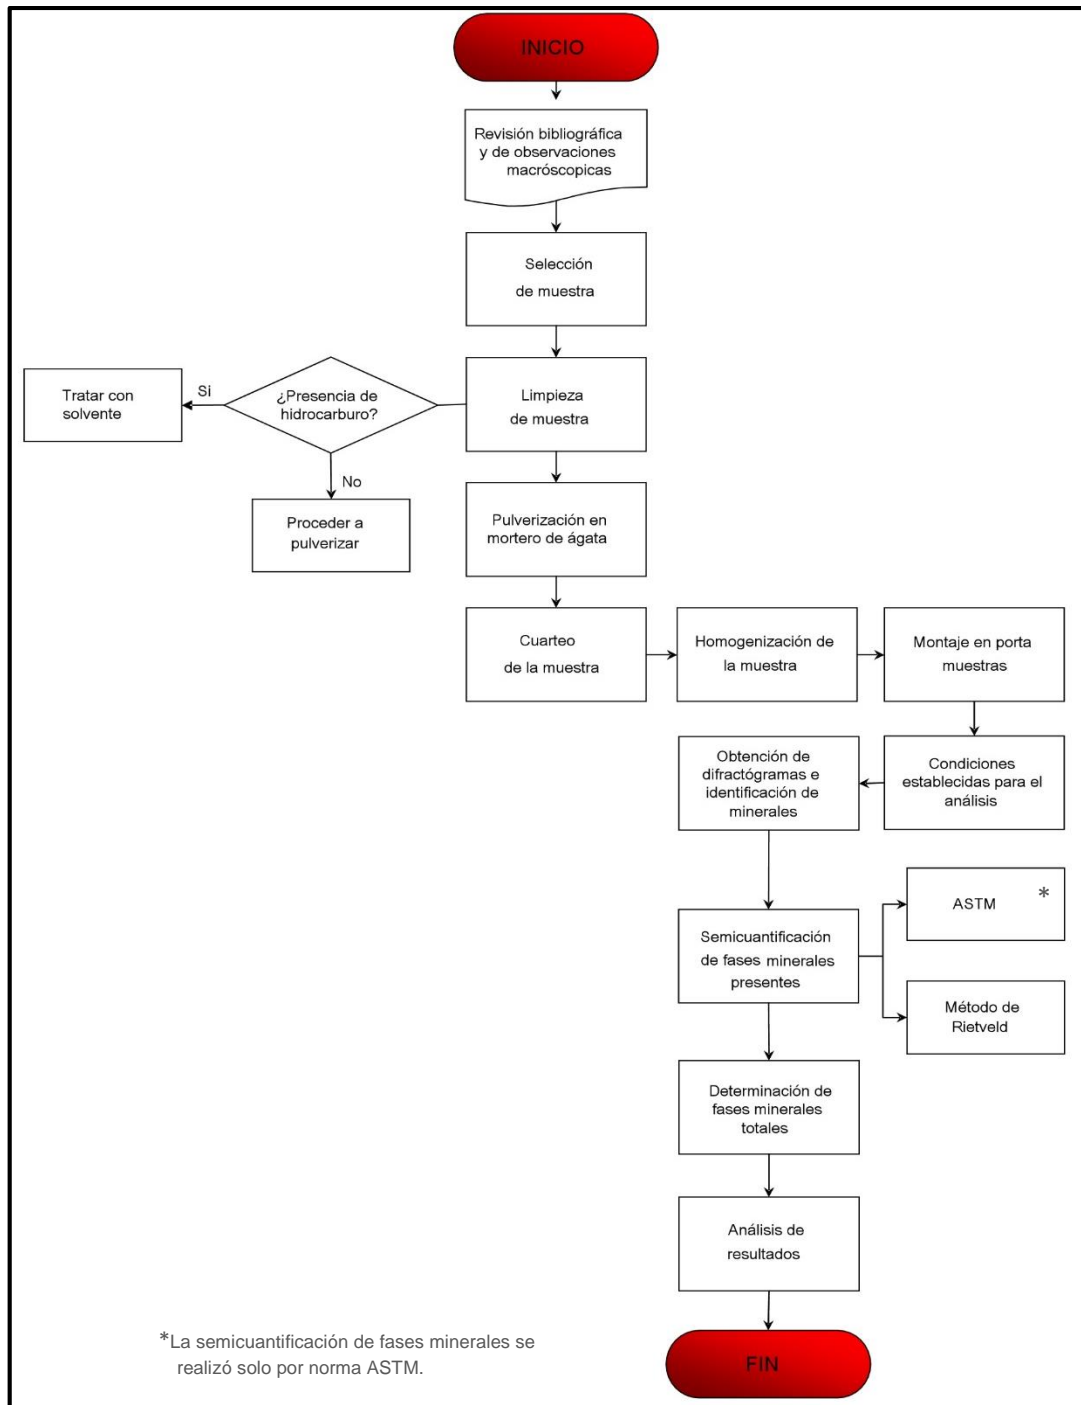 INICIO
Revisión bibliográfica
y de observaciones
macróscopicas
Selección
de muestra
Limpieza
de muestra
¿Presencia de
hidrocarburo?
Si
Tratar con
solvente
No
Proceder a
pulverizar
Pulverización en
mortero de ágata
Cuarteo
de la muestra
Homogenización de
la muestra
Montaje en porta
muestras
Condiciones
establecidas para el
análisis
Obtención de
difractógramas e
identificación de
minerales
Semicuantificación
de fases minerales
presentes
ASTM *
Método de
Rietveld
Determinación de
fases minerales
totales
Análisis de
resultados
FIN
*La semicuantificación de fases minerales se
realizó solo por norma ASTM.